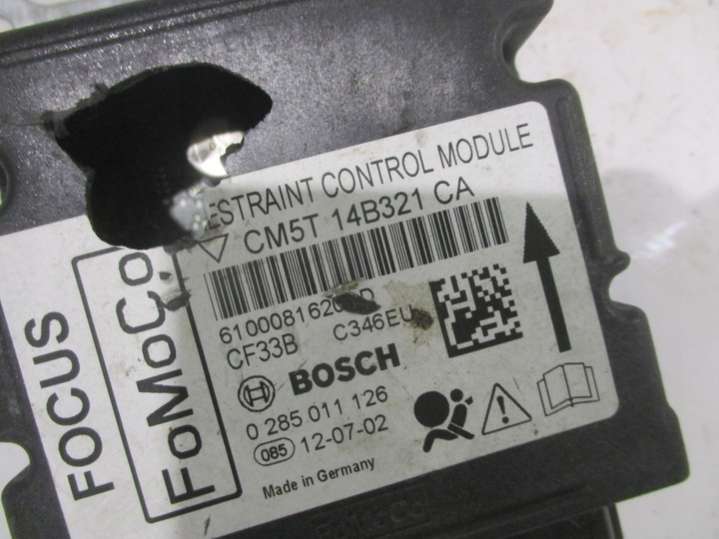 ESTRAINT CONTROL MODULE
CM5T 14B321 CA
CF33B C346EU
BOSCH
0 285 011 126
085 12-07-02
Made in Germany
FOCUS
FoMoCo